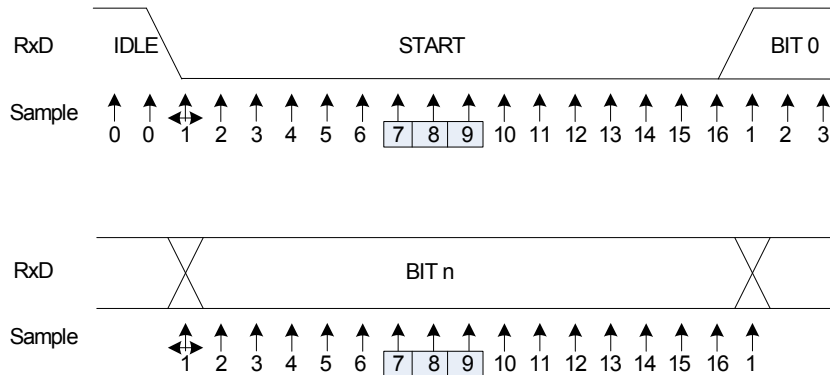 RxD IDLE START BIT 0
Sample
0 0 1 2 3 4 5 6 7 8 9 10 11 12 13 14 15 16 1 2 3
RxD BIT n
Sample
1 2 3 4 5 6 7 8 9 10 11 12 13 14 15 16 1